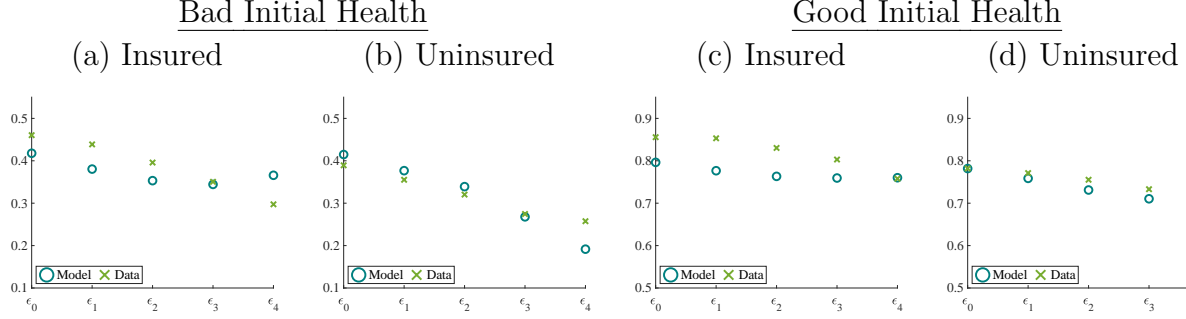 Bad Initial Health
Good Initial Health
(a) Insured
(b) Uninsured
(c) Insured
(d) Uninsured
0.5
0.4
0.3
0.2
0.1
ϵ0 ϵ1 ϵ2 ϵ3 ϵ4
Model Data
0.5
0.4
0.3
0.2
0.1
ϵ0 ϵ1 ϵ2 ϵ3 ϵ4
Model Data
0.9
0.8
0.7
0.6
0.5
ϵ0 ϵ1 ϵ2 ϵ3 ϵ4
Model Data
0.9
0.8
0.7
0.6
0.5
ϵ0 ϵ1 ϵ2 ϵ3
Model Data